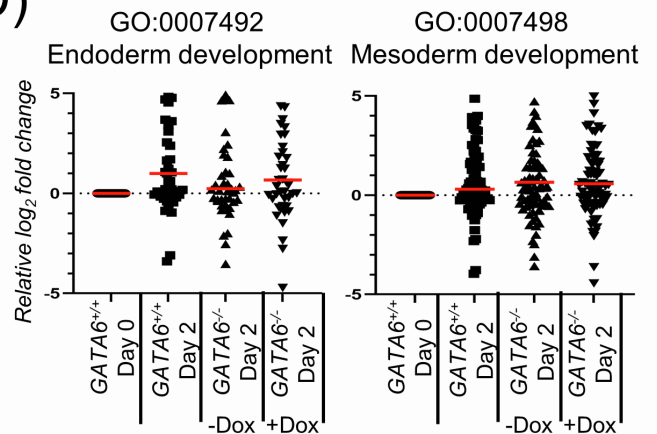 D)
GO:0007492
Endoderm development
GO:0007498
Mesoderm development
Relative log2 fold change
5
0
-5
5
0
-5
GATA6+/+
Day 0
GATA6+/+
Day 2
GATA6-/-
Day 2
-Dox
GATA6-/-
Day 2
+Dox
GATA6+/+
Day 0
GATA6+/+
Day 2
GATA6-/-
Day 2
-Dox
GATA6-/-
Day 2
+Dox